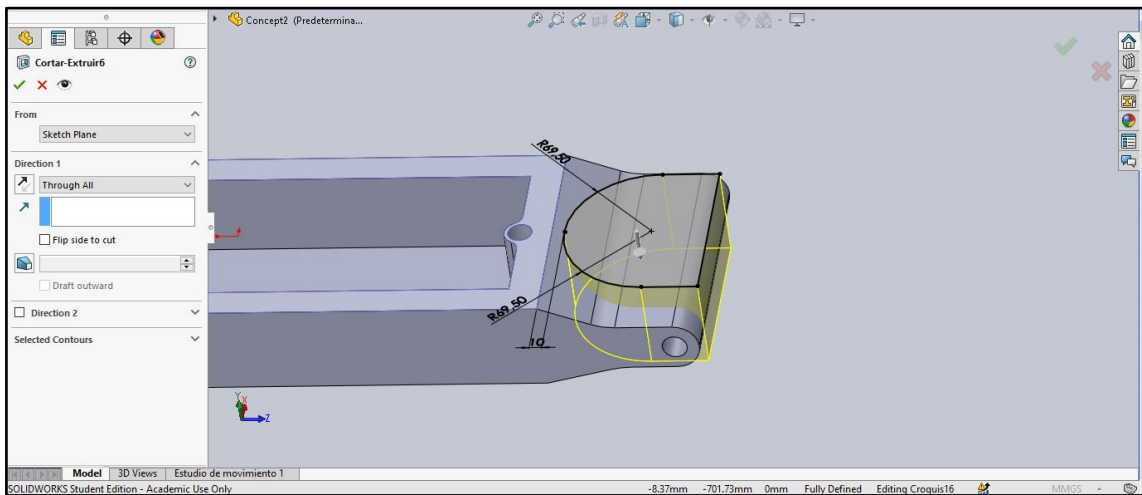 Concept2 (Predetermina...
Cortar-Extruir6
From
Sketch Plane
Direction 1
Through All
Flip side to cut
Draft outward
Direction 2
Selected Contours
R69.50
R69.50
10
Y
X
Z
Model
3D Views
Estudio de movimiento 1
SOLIDWORKS Student Edition - Academic Use Only
-8.37mm -701.73mm 0mm Fully Defined Editing Croquis16 MMGS